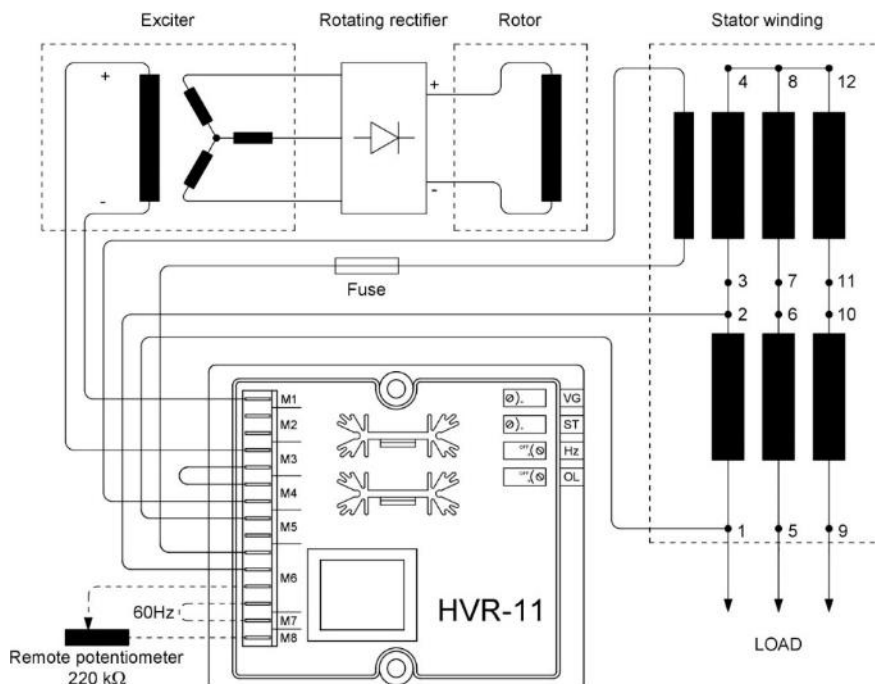 Exciter
Rotating rectifier
Rotor
Stator winding
+
-
+
-
4 8 12
3 7 11
2 6 10
Fuse
M1
M2
M3
M4
M5
M6
M7
M8
VG
ST
OFF Hz
OFF OL
1 5 9
60Hz
HVR-11
Remote potentiometer
220 kΩ
LOAD